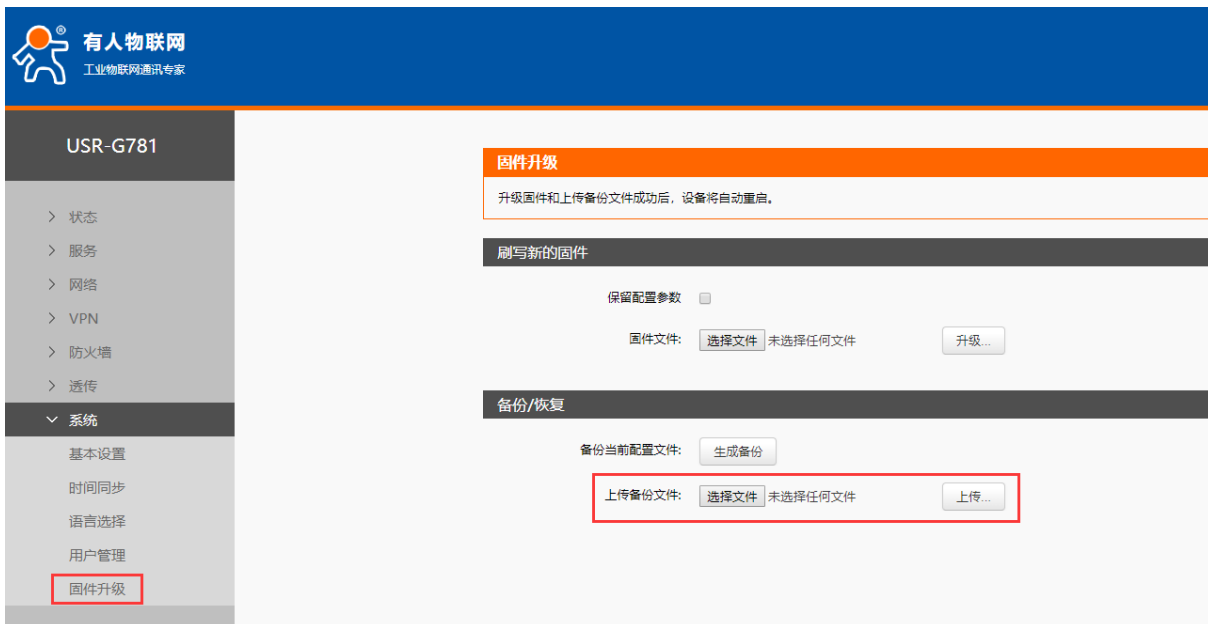 ®
有人物联网
工业物联网通讯专家
USR-G781
状态
服务
网络
VPN
防火墙
透传
系统
基本设置
时间同步
语言选择
用户管理
固件升级
固件升级
升级固件和上传备份文件成功后，设备将自动重启。
刷写新的固件
保留配置参数
固件文件: 选择文件 未选择任何文件 升级...
备份/恢复
备份当前配置文件: 生成备份
上传备份文件: 选择文件 未选择任何文件 上传...